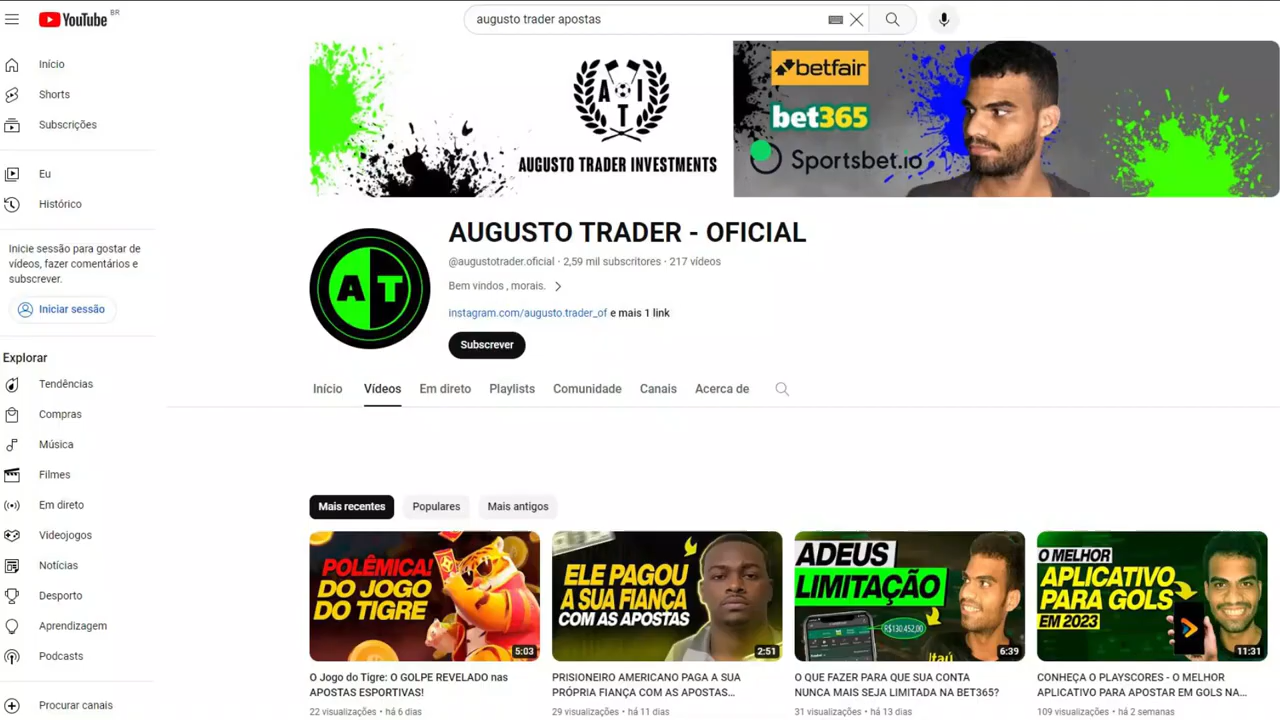 YouTube BR
augusto trader apostas
Início
Shorts
Subscrições
Eu
Histórico
Inicie sessão para gostar de
vídeos, fazer comentários e
subscrever.
Iniciar sessão
Explorar
Tendências
Compras
Música
Filmes
Em direto
Videojogos
Notícias
Desporto
Aprendizagem
Podcasts
Procurar canais
A I
T
AUGUSTO TRADER INVESTMENTS
betfair
bet365
Sportsbet.io
AT
AUGUSTO TRADER - OFICIAL
@augustotrader.oficial · 2,59 mil subscritores · 217 vídeos
Bem vindos , morais.
instagram.com/augusto.trader_of e mais 1 link
Subscrever
Início Vídeos Em direto Playlists Comunidade Canais Acerca de
Mais recentes Populares Mais antigos
POLÊMICA!
DO JOGO
DO TIGRE
5:03
O Jogo do Tigre: O GOLPE REVELADO nas
APOSTAS ESPORTIVAS!
22 visualizações • há 6 dias
ELE PAGOU
A SUA FIANÇA
COM AS APOSTAS
2:51
PRISIONEIRO AMERICANO PAGA A SUA
PRÓPRIA FIANÇA COM AS APOSTAS...
29 visualizações • há 11 dias
ADEUS
LIMITAÇÃO
R$130.452,00
Itaú
6:39
O QUE FAZER PARA QUE SUA CONTA
NUNCA MAIS SEJA LIMITADA NA BET365?
31 visualizações • há 13 dias
O MELHOR
APLICATIVO
PARA GOLS
EM 2023
11:31
CONHEÇA O PLAYSCORES - O MELHOR
APLICATIVO PARA APOSTAR EM GOLS NA...
109 visualizações • há 2 semanas